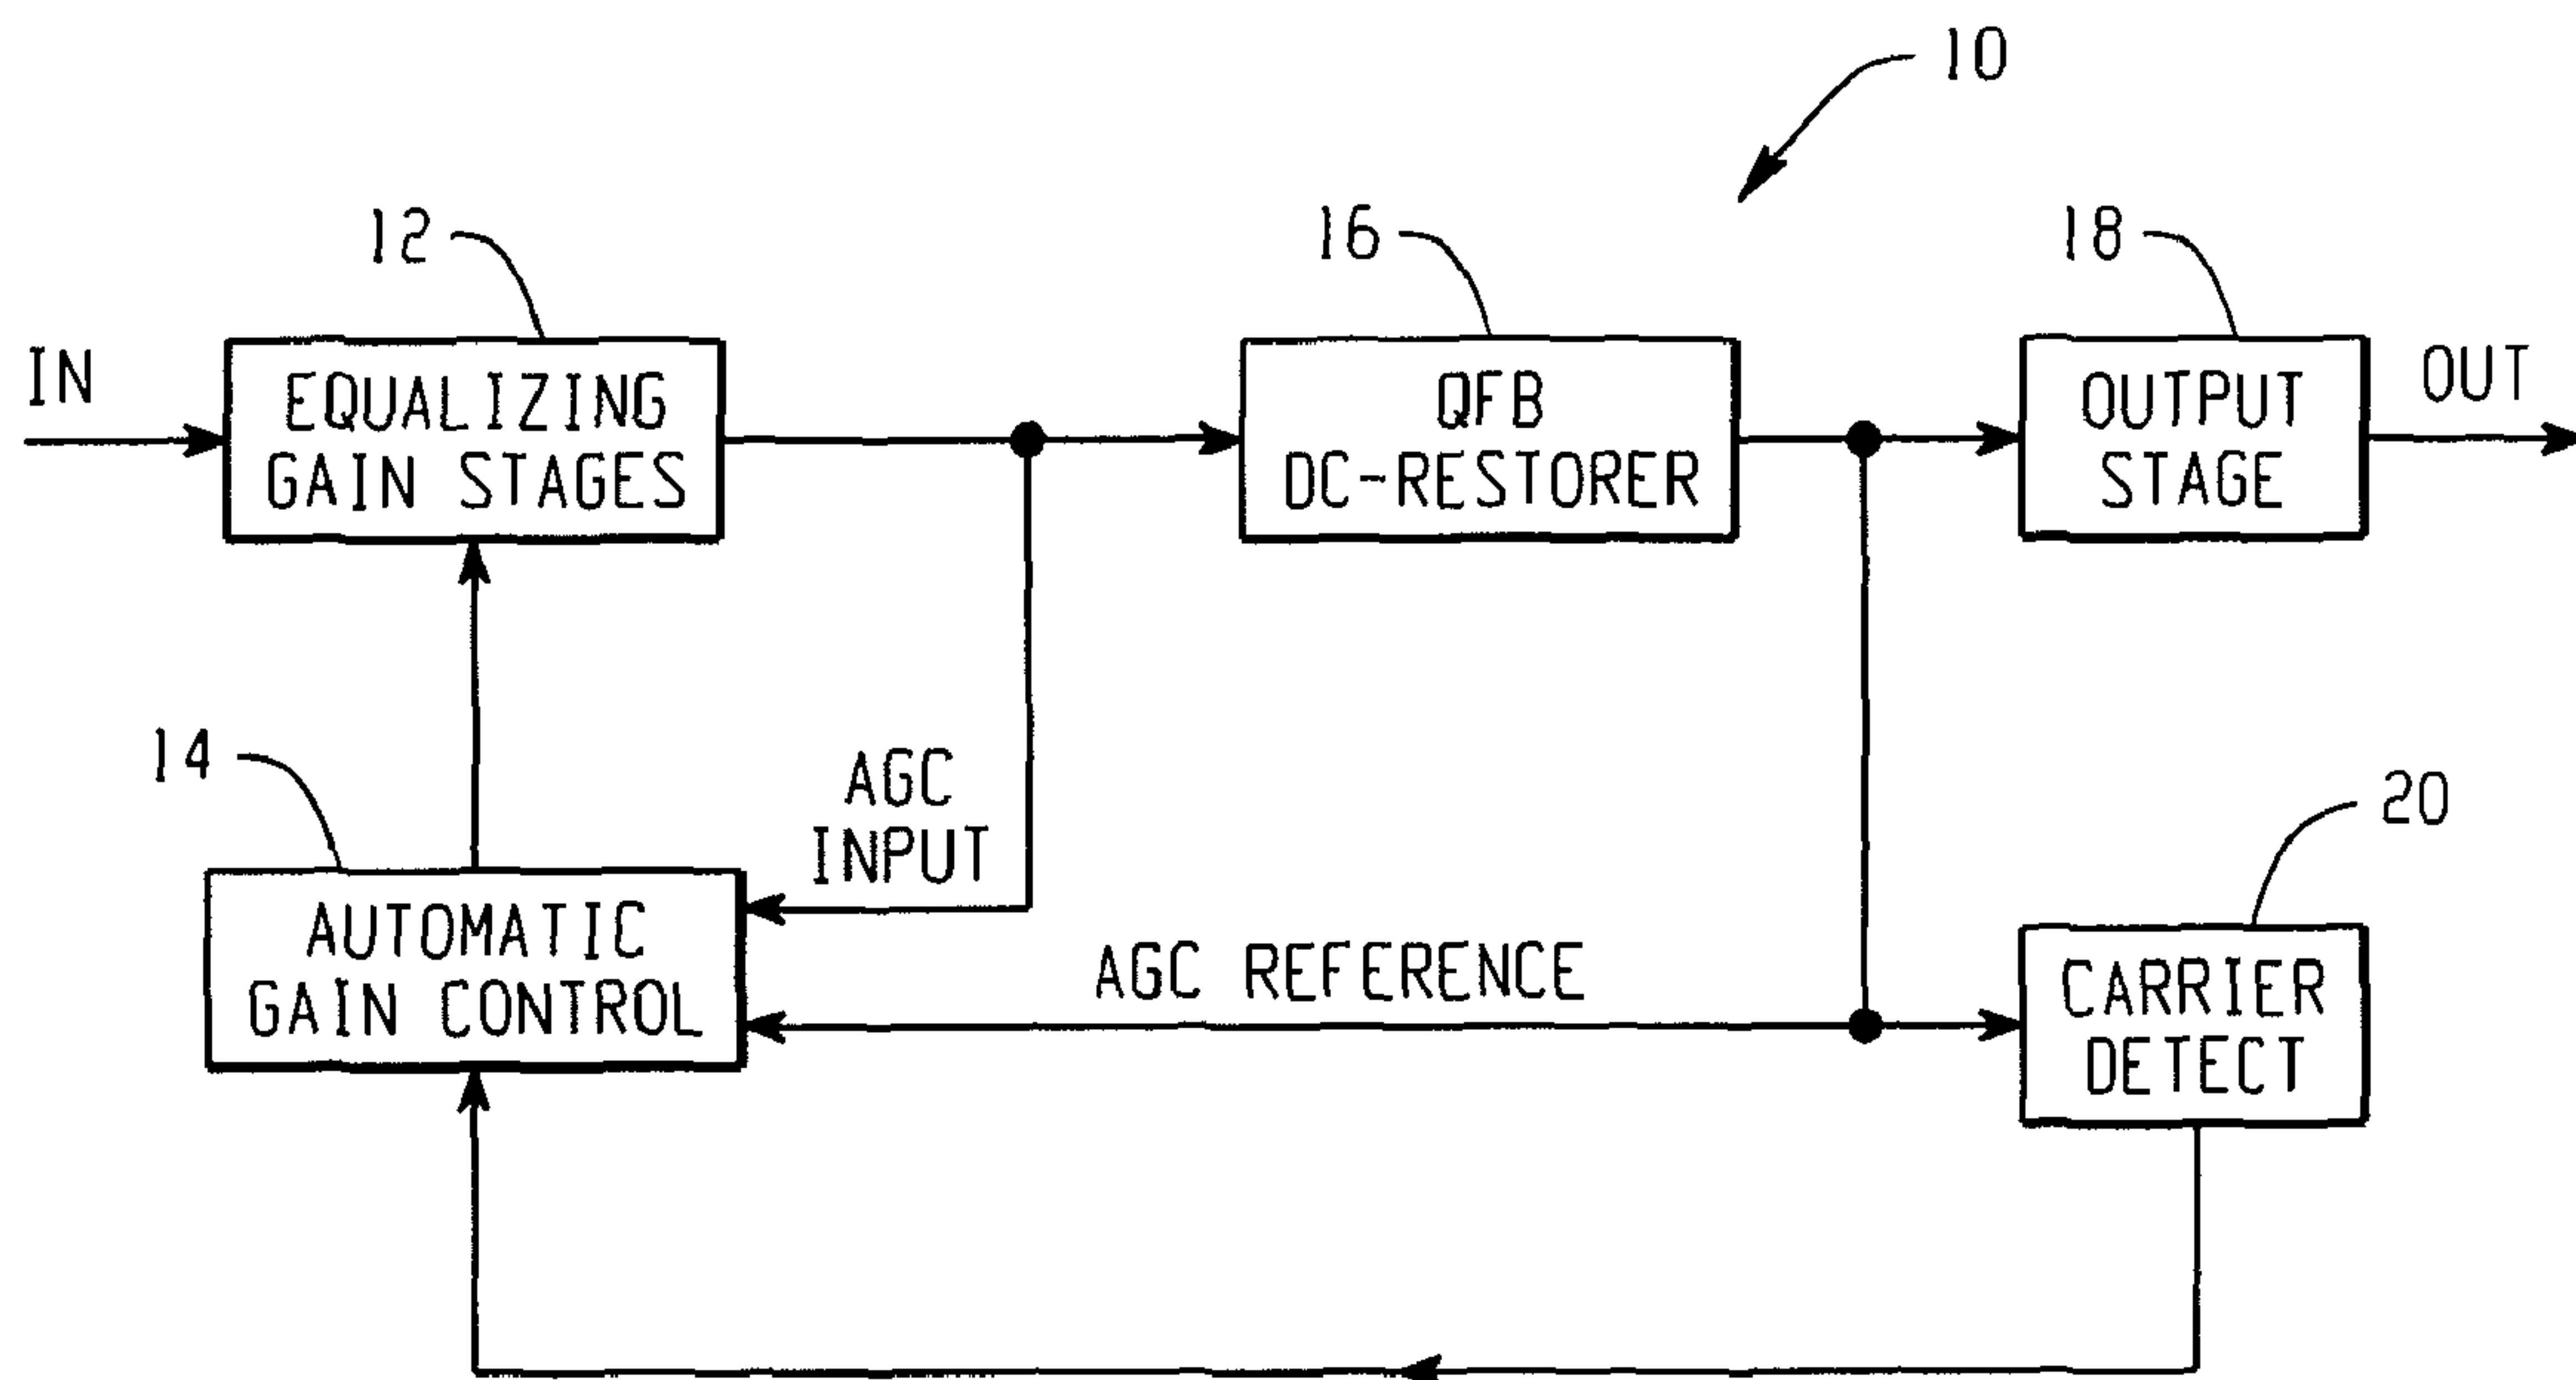 10
12
16
18
IN
EQUALIZING
GAIN STAGES
QFB
DC-RESTORER
OUTPUT
STAGE
OUT
14
AGC
INPUT
20
AUTOMATIC
GAIN CONTROL
AGC REFERENCE
CARRIER
DETECT